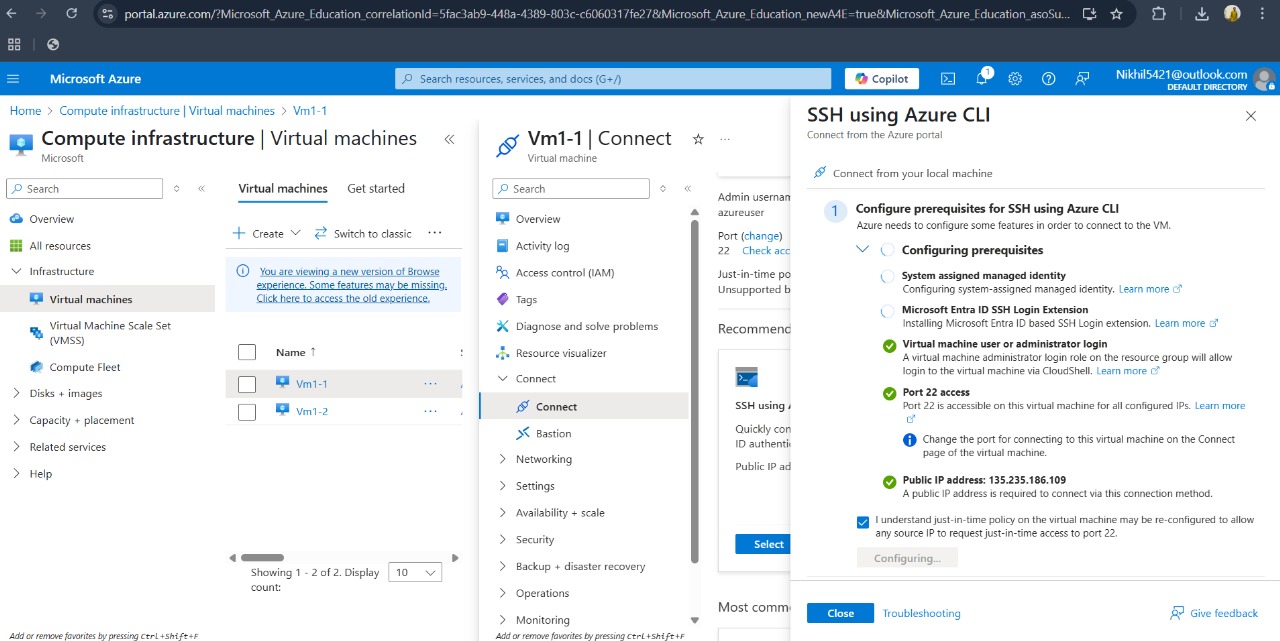 portal.azure.com/?Microsoft_Azure_Education_correlationId=5fac3ab9-448a-4389-803c-c6060317fe27&Microsoft_Azure_Education_newA4E=true&Microsoft_Azure_Education_asoSu...
Microsoft Azure
Search resources, services, and docs (G+/)
Copilot
1
Nikhil5421@outlook.com
DEFAULT DIRECTORY
Home > Compute infrastructure | Virtual machines > Vm1-1
Compute infrastructure | Virtual machines
Microsoft
Search
Overview
All resources
Infrastructure
Virtual machines
Virtual Machine Scale Set
(VMSS)
Compute Fleet
Disks + images
Capacity + placement
Related services
Help
Add or remove favorites by pressing Ctrl+Shift+F
Virtual machines Get started
Create Switch to classic ...
You are viewing a new version of Browse
experience. Some features may be missing.
Click here to access the old experience.
Name ↑
Vm1-1 ...
Vm1-2 ...
Showing 1 - 2 of 2. Display 10
count:
Vm1-1 | Connect ...
Virtual machine
Search
Overview
Activity log
Access control (IAM)
Tags
Diagnose and solve problems
Resource visualizer
Connect
Connect
Bastion
Networking
Settings
Availability + scale
Security
Backup + disaster recovery
Operations
Monitoring
Add or remove favorites by pressing Ctrl+Shift+F
Admin username
azureuser
Port (change)
22 Check acc
Just-in-time po
Unsupported b
Recommend
SSH using A
Quickly con
ID authenti
Public IP ad
Select
Most comm
SSH using Azure CLI
Connect from the Azure portal
Connect from your local machine
1
Configure prerequisites for SSH using Azure CLI
Azure needs to configure some features in order to connect to the VM.
Configuring prerequisites
System assigned managed identity
Configuring system-assigned managed identity. Learn more
Microsoft Entra ID SSH Login Extension
Installing Microsoft Entra ID based SSH Login extension. Learn more
Virtual machine user or administrator login
A virtual machine administrator login role on the resource group will allow
login to the virtual machine via CloudShell. Learn more
Port 22 access
Port 22 is accessible on this virtual machine for all configured IPs. Learn more
Change the port for connecting to this virtual machine on the Connect
page of the virtual machine.
Public IP address: 135.235.186.109
A public IP address is required to connect via this connection method.
I understand just-in-time policy on the virtual machine may be re-configured to allow
any source IP to request just-in-time access to port 22.
Configuring...
Close Troubleshooting Give feedback